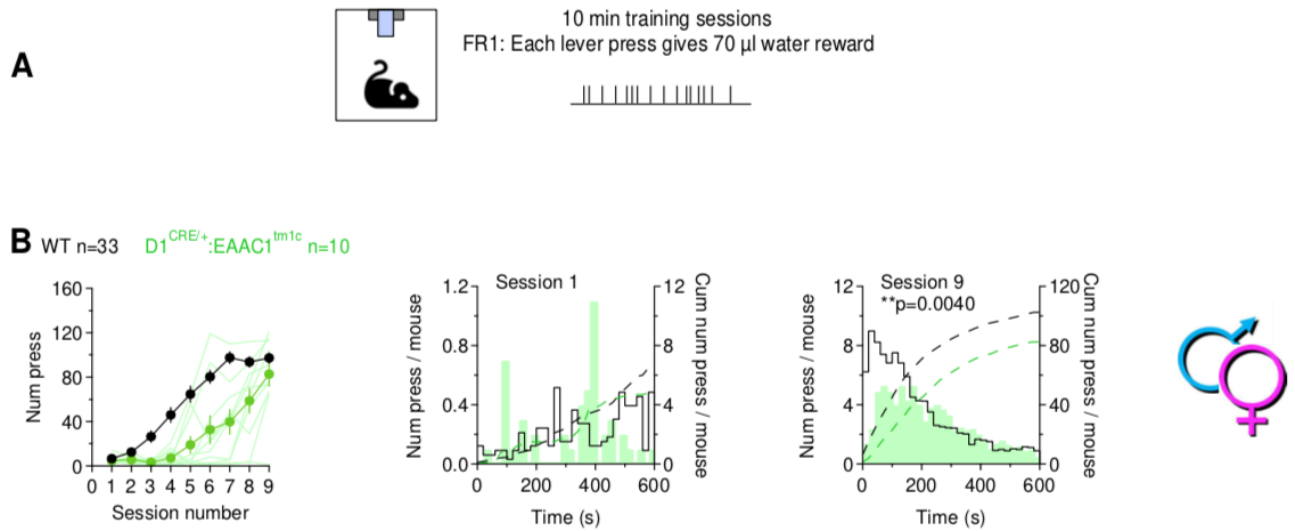 A
10 min training sessions
FR1: Each lever press gives 70 µl water reward
B WT n=33 D1^CRE/+:EAAC1^tm1c n=10
Num press
160
120
80
40
0
0 1 2 3 4 5 6 7 8 9
Session number
Session 1
Num press / mouse
1.2
0.8
0.4
0.0
Cum num press / mouse
12
8
4
0
0 200 400 600
Time (s)
Session 9
**p=0.0040
Num press / mouse
12
8
4
0
Cum num press / mouse
120
80
40
0
0 200 400 600
Time (s)